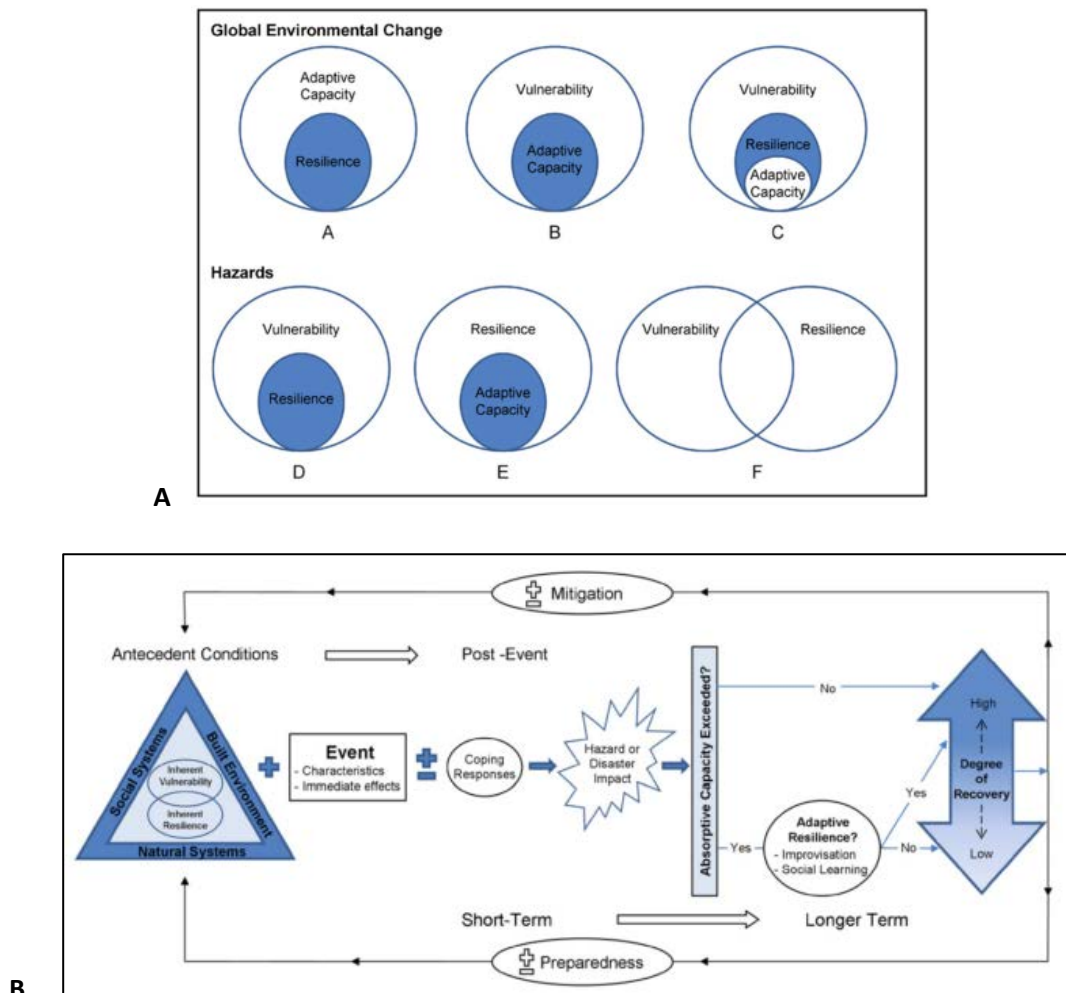 Global Environmental Change
Adaptive
Capacity
Resilience
A
Vulnerability
Adaptive
Capacity
B
Vulnerability
Resilience
Adaptive
Capacity
C
Hazards
Vulnerability
Resilience
D
Resilience
Adaptive
Capacity
E
Vulnerability
Resilience
F
A
Mitigation
Antecedent Conditions
Post -Event
Social Systems
Built Environment
Natural Systems
Inherent
Vulnerability
Inherent
Resilience
Event
- Characteristics
- Immediate effects
Coping
Responses
Hazard or
Disaster
Impact
Absorptive Capacity Exceeded?
No
Yes
Adaptive
Resilience?
- Improvisation
- Social Learning
Yes
No
High
Degree of
Recovery
Low
Short-Term
Longer Term
Preparedness
B